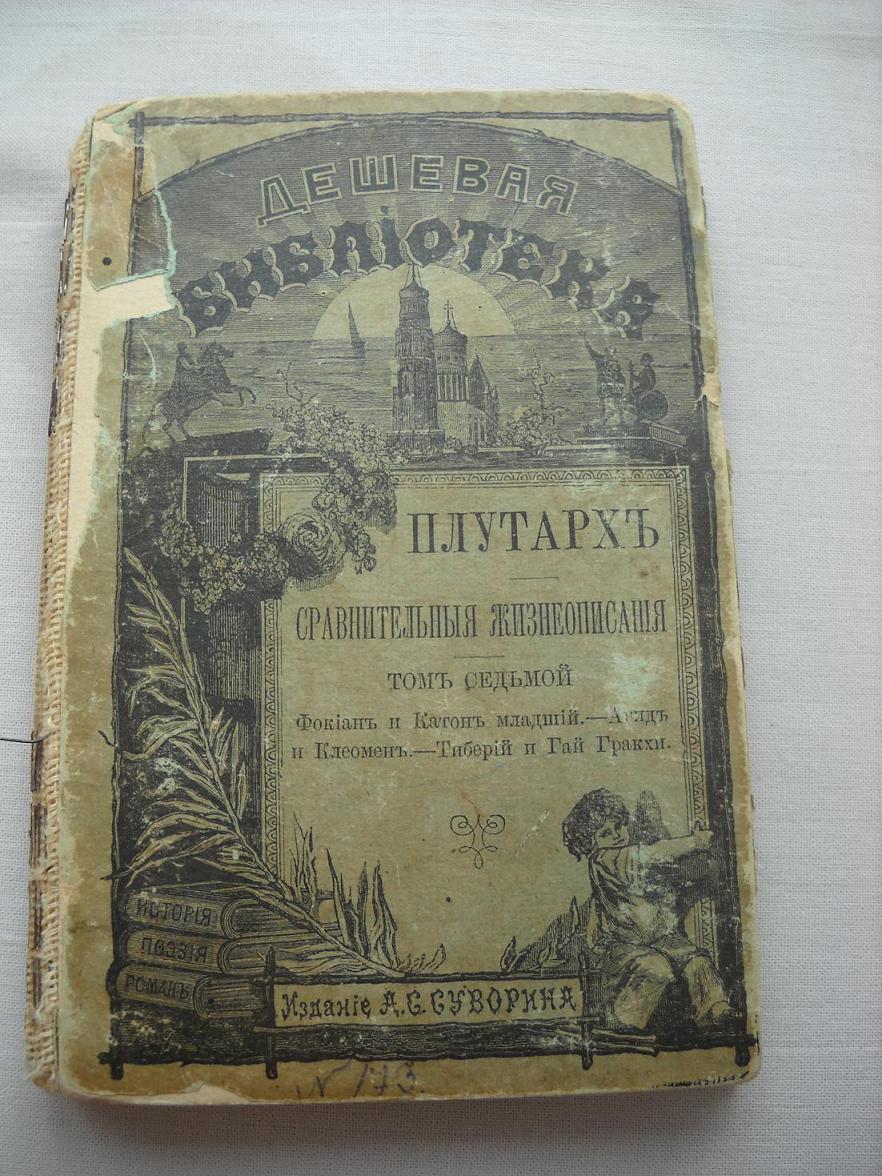 ДЕШЕВАЯ
БИБЛІОТЕКА
ПЛУТАРХЪ
СРАВНИТЕЛЬНЫЯ ЖИЗНЕОПИСАНІЯ
ТОМЪ СЕДЬМОЙ
Фокіанъ и Катонъ младшій.—
и Клеоменъ.—Тиберій и Гай Гракхи.
ИСТОРІЯ
ПОЭЗІЯ
РОМАНЪ
Изданіе А.С.СУВОРИНА
N 173.